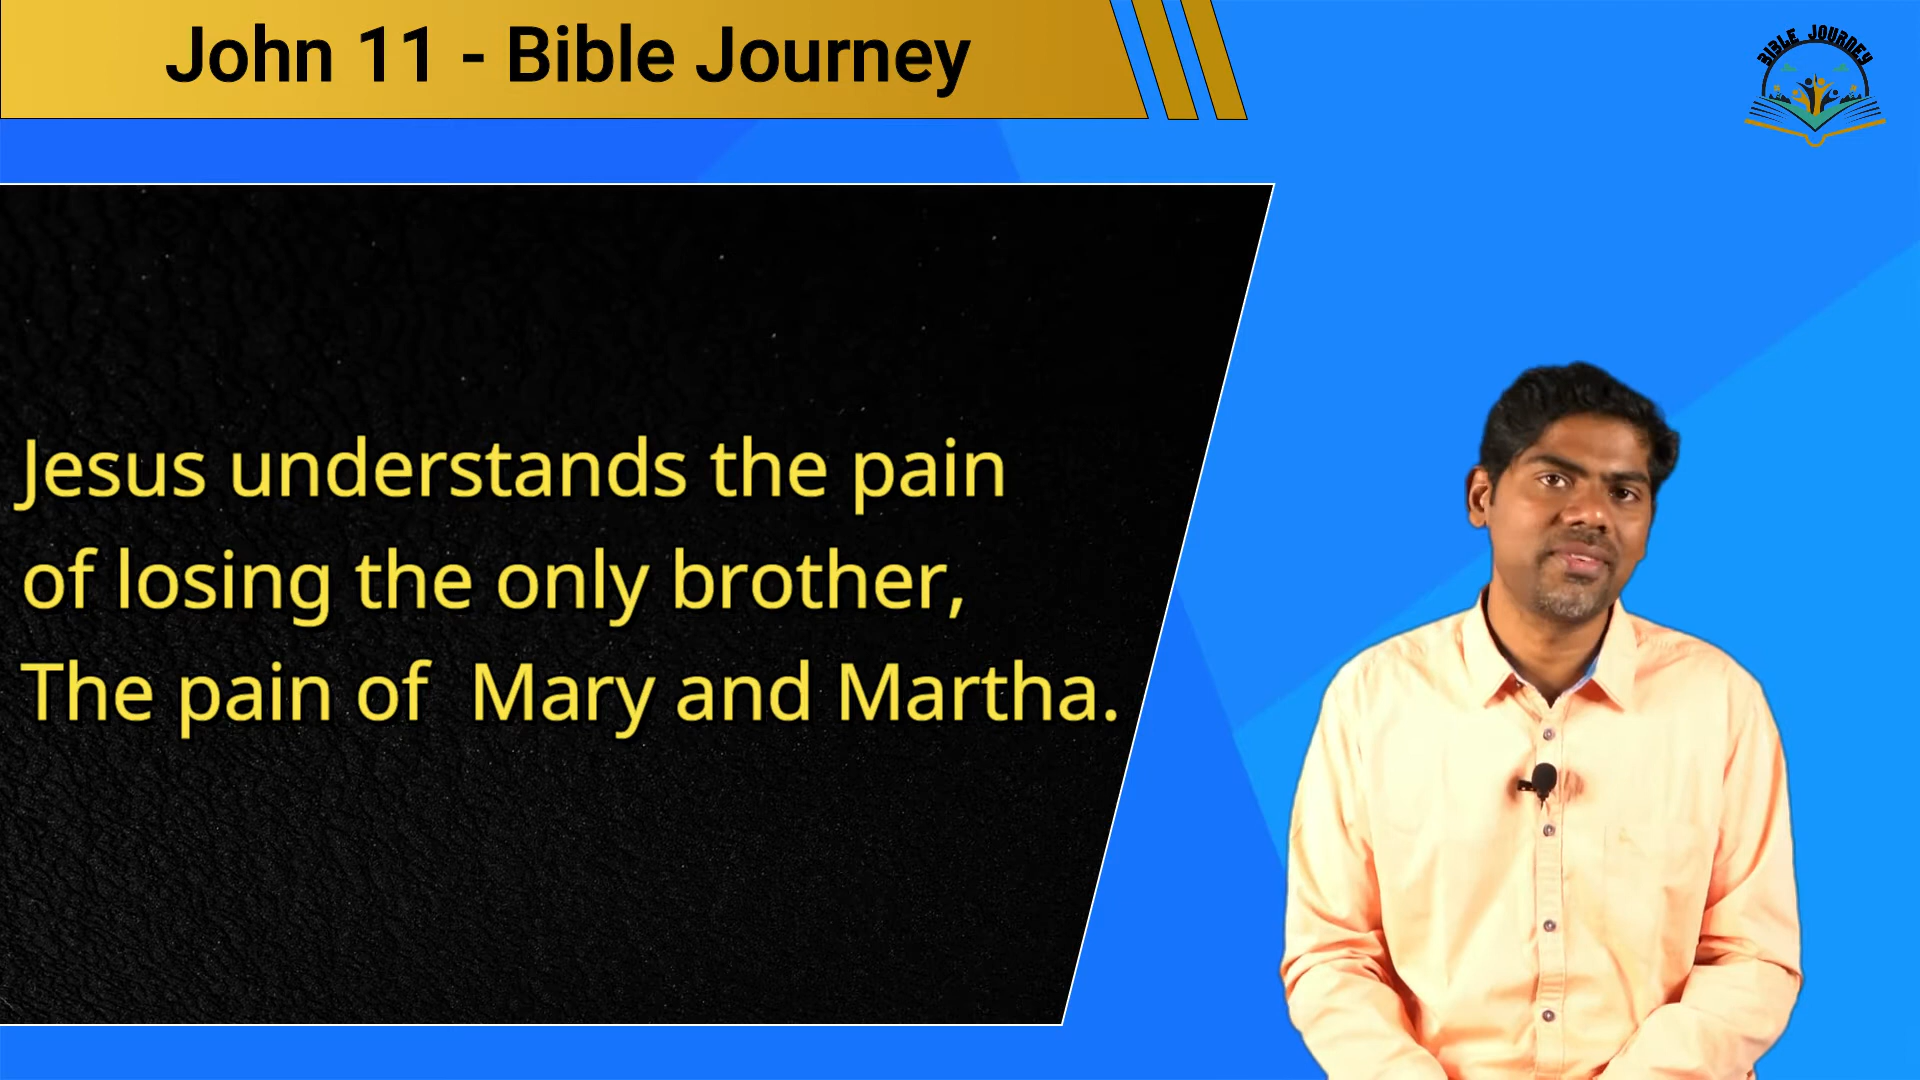 John 11 - Bible Journey
BIBLE JOURNEY
Jesus understands the pain
of losing the only brother,
The pain of  Mary and Martha.